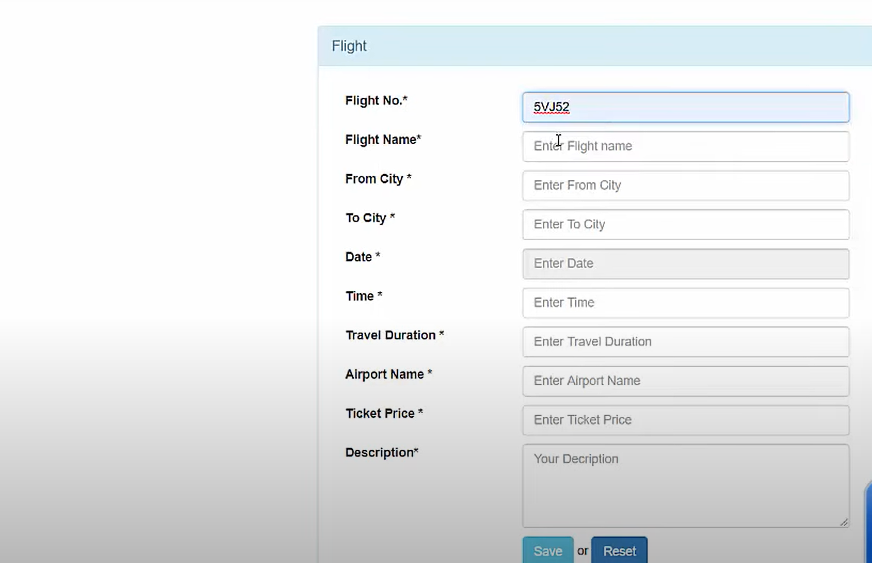 Flight
Flight No.* 5VJ52
Flight Name* Enter Flight name
From City * Enter From City
To City * Enter To City
Date * Enter Date
Time * Enter Time
Travel Duration * Enter Travel Duration
Airport Name * Enter Airport Name
Ticket Price * Enter Ticket Price
Description* Your Decription
Save or Reset